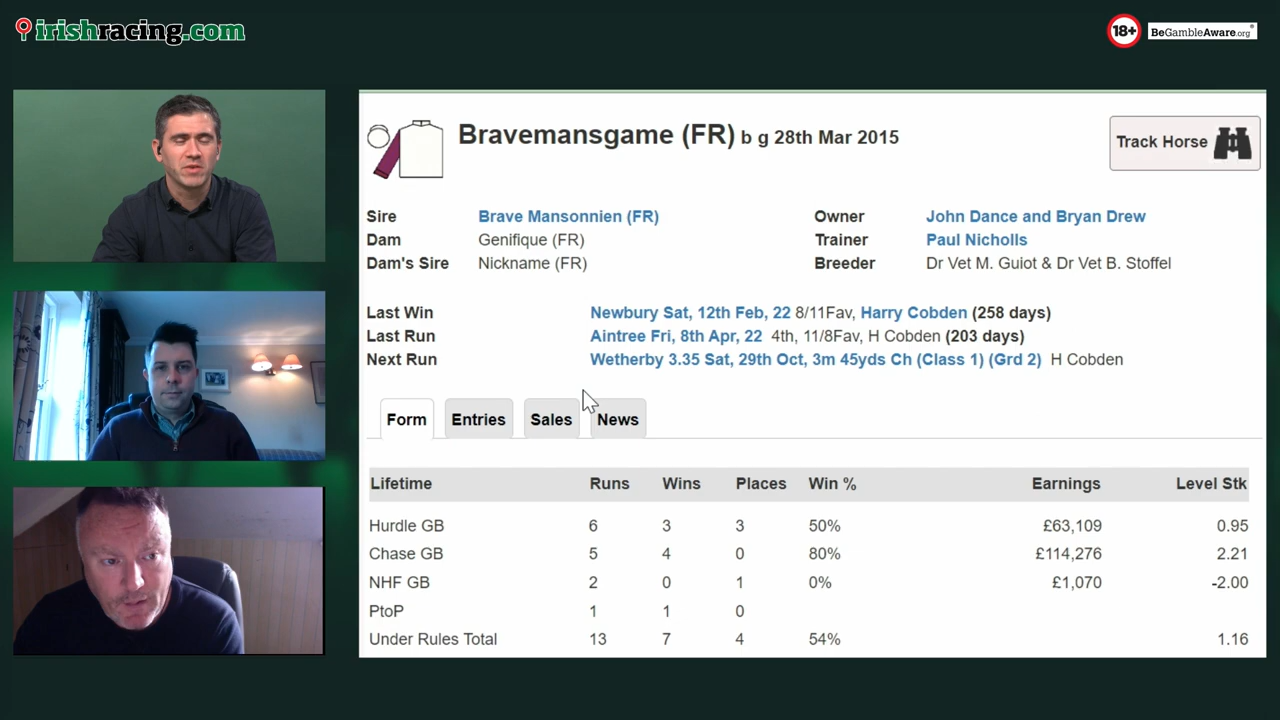 irishracing.com
18+
BeGambleAware.org®
Bravemansgame (FR) b g 28th Mar 2015
Track Horse
Sire Brave Mansonnien (FR) Owner John Dance and Bryan Drew
Dam Genifique (FR) Trainer Paul Nicholls
Dam's Sire Nickname (FR) Breeder Dr Vet M. Guiot & Dr Vet B. Stoffel
Last Win Newbury Sat, 12th Feb, 22 8/11Fav, Harry Cobden (258 days)
Last Run Aintree Fri, 8th Apr, 22 4th, 11/8Fav, H Cobden (203 days)
Next Run Wetherby 3.35 Sat, 29th Oct, 3m 45yds Ch (Class 1) (Grd 2) H Cobden
Form Entries Sales News
Lifetime Runs Wins Places Win % Earnings Level Stk
Hurdle GB 6 3 3 50% £63,109 0.95
Chase GB 5 4 0 80% £114,276 2.21
NHF GB 2 0 1 0% £1,070 -2.00
PtoP 1 1 0
Under Rules Total 13 7 4 54% 1.16